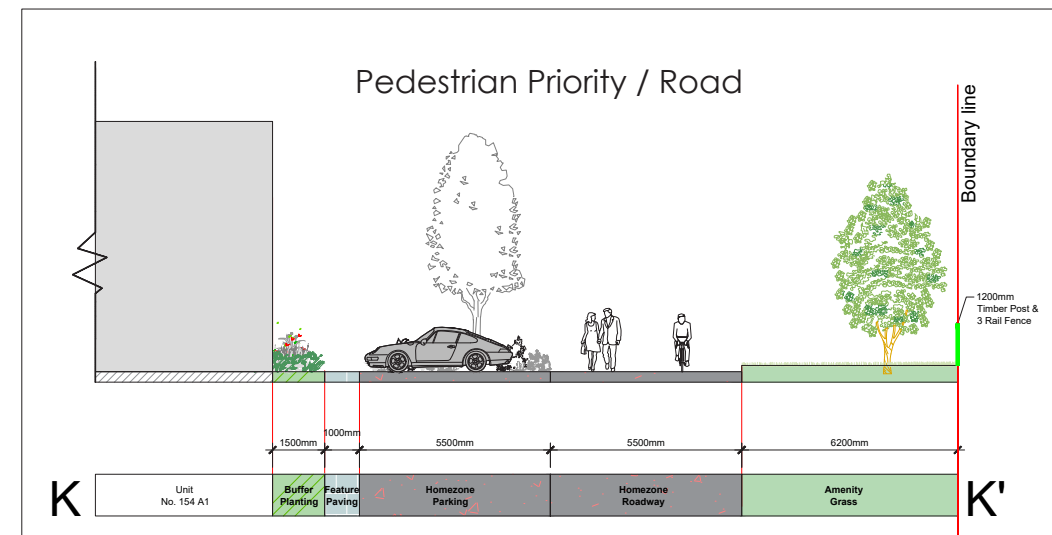 Pedestrian Priority / Road
Boundary line
1200mm
Timber Post &
3 Rail Fence
1500mm
1000mm
5500mm
5500mm
6200mm
K
Unit
No. 154 A1
Buffer
Planting
Feature
Paving
Homezone
Parking
Homezone
Roadway
Amenity
Grass
K'